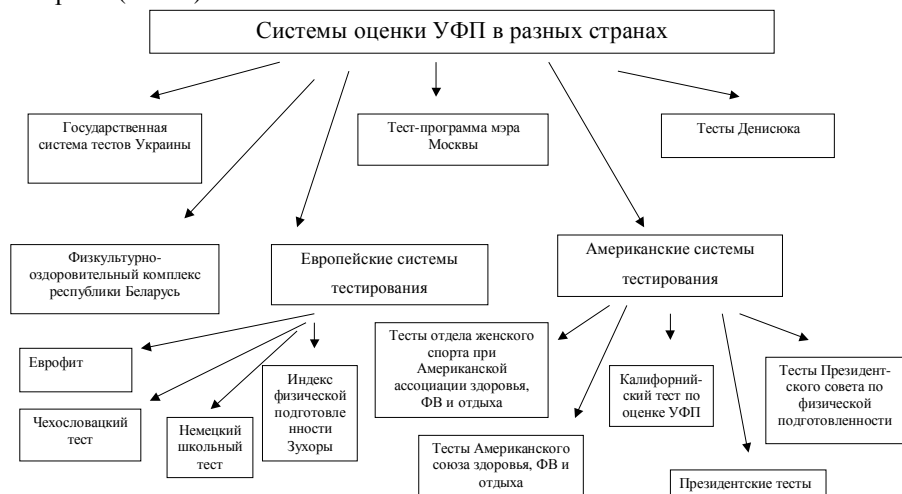 Системы оценки УФП в разных странах
Государственная
система тестов Украины
Тест-программа мэра
Москвы
Тесты Денисюка
Физкультурно-
оздоровительный комплекс
республики Беларусь
Европейские системы
тестирования
Американские системы
тестирования
Еврофит
Чехословацкий
тест
Немецкий
школьный
тест
Индекс
физической
подготовле
нности
Зухоры
Тесты отдела женского
спорта при
Американской
ассоциации здоровья,
ФВ и отдыха
Тесты Американского
союза здоровья, ФВ и
отдыха
Калифорний-
ский тест по
оценке УФП
Президентские тесты
Тесты Президент-
ского совета по
физической
подготовленности